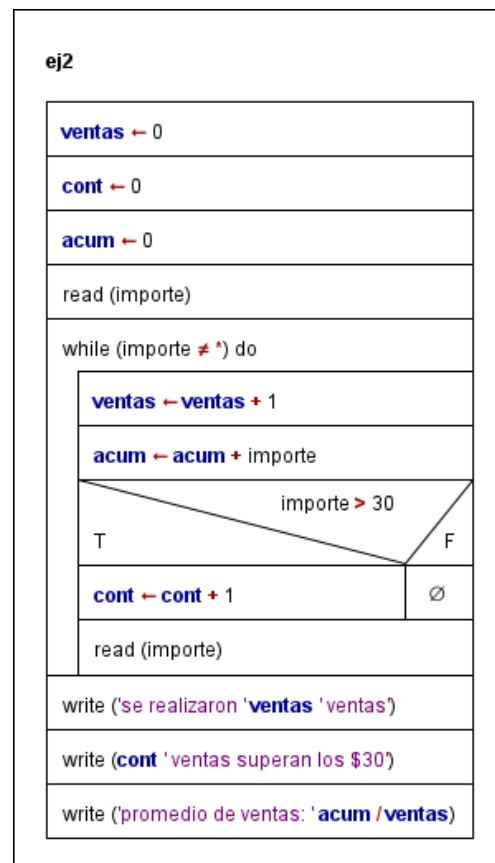 ej2
ventas ← 0
cont ← 0
acum ← 0
read (importe)
while (importe ≠ *) do
ventas ← ventas + 1
acum ← acum + importe
importe > 30
T F
cont ← cont + 1 ∅
read (importe)
write ('se realizaron 'ventas 'ventas')
write (cont 'ventas superan los $30')
write ('promedio de ventas: 'acum / ventas)